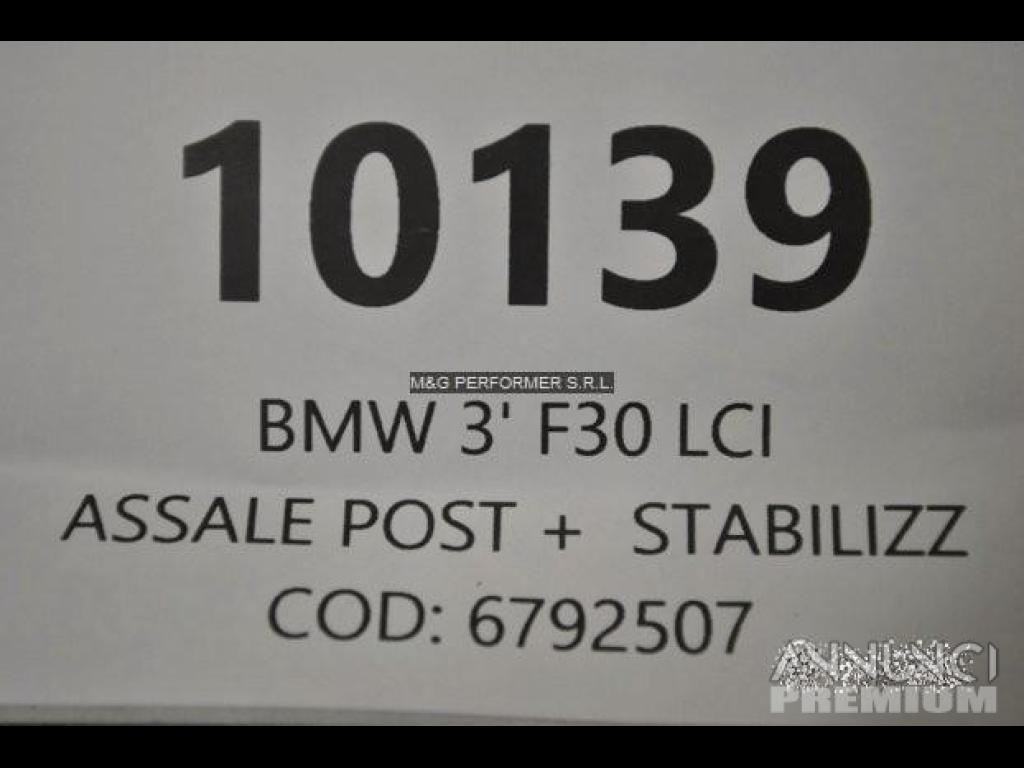 10139
M&G PERFORMER S.R.L.
BMW 3' F30 LCI
ASSALE POST + STABILIZZ
COD: 6792507
ANNUNCI
PREMIUM